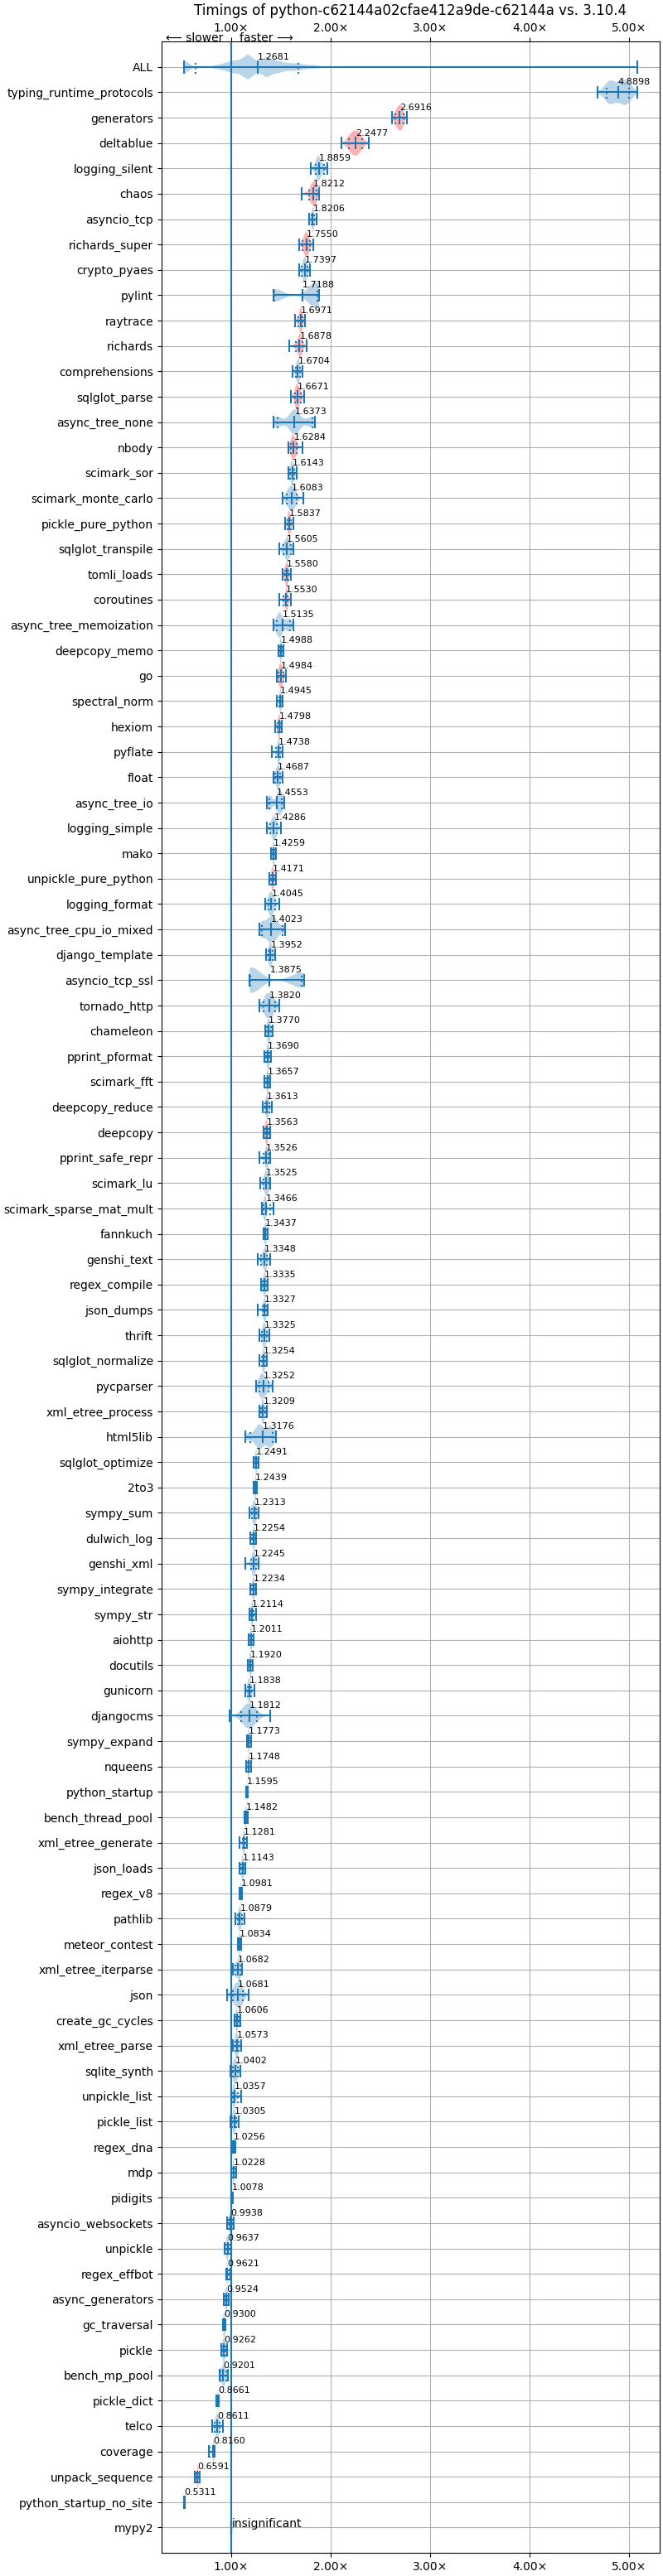 Timings of python-c62144a02cfae412a9de-c62144a vs. 3.10.4
1.00× 2.00× 3.00× 4.00× 5.00×
⟵ slower faster ⟶
ALL 1.2681
typing_runtime_protocols 4.8898
generators 2.6916
deltablue 2.2477
logging_silent 1.8859
chaos 1.8212
asyncio_tcp 1.8206
richards_super 1.7550
crypto_pyaes 1.7397
pylint 1.7188
raytrace 1.6971
richards 1.6878
comprehensions 1.6704
sqlglot_parse 1.6671
async_tree_none 1.6373
nbody 1.6284
scimark_sor 1.6143
scimark_monte_carlo 1.6083
pickle_pure_python 1.5837
sqlglot_transpile 1.5605
tomli_loads 1.5580
coroutines 1.5530
async_tree_memoization 1.5135
deepcopy_memo 1.4988
go 1.4984
spectral_norm 1.4945
hexiom 1.4798
pyflate 1.4738
float 1.4687
async_tree_io 1.4553
logging_simple 1.4286
mako 1.4259
unpickle_pure_python 1.4171
logging_format 1.4045
async_tree_cpu_io_mixed 1.4023
django_template 1.3952
asyncio_tcp_ssl 1.3875
tornado_http 1.3820
chameleon 1.3770
pprint_pformat 1.3690
scimark_fft 1.3657
deepcopy_reduce 1.3613
deepcopy 1.3563
pprint_safe_repr 1.3526
scimark_lu 1.3525
scimark_sparse_mat_mult 1.3466
fannkuch 1.3437
genshi_text 1.3348
regex_compile 1.3335
json_dumps 1.3327
thrift 1.3325
sqlglot_normalize 1.3254
pycparser 1.3252
xml_etree_process 1.3209
html5lib 1.3176
sqlglot_optimize 1.2491
2to3 1.2439
sympy_sum 1.2313
dulwich_log 1.2254
genshi_xml 1.2245
sympy_integrate 1.2234
sympy_str 1.2114
aiohttp 1.2011
docutils 1.1920
gunicorn 1.1838
djangocms 1.1812
sympy_expand 1.1773
nqueens 1.1748
python_startup 1.1595
bench_thread_pool 1.1482
xml_etree_generate 1.1281
json_loads 1.1143
regex_v8 1.0981
pathlib 1.0879
meteor_contest 1.0834
xml_etree_iterparse 1.0682
json 1.0681
create_gc_cycles 1.0606
xml_etree_parse 1.0573
sqlite_synth 1.0402
unpickle_list 1.0357
pickle_list 1.0305
regex_dna 1.0256
mdp 1.0228
pidigits 1.0078
asyncio_websockets 0.9938
unpickle 0.9637
regex_effbot 0.9621
async_generators 0.9524
gc_traversal 0.9300
pickle 0.9262
bench_mp_pool 0.9201
pickle_dict 0.8661
telco 0.8611
coverage 0.8160
unpack_sequence 0.6591
python_startup_no_site 0.5311
mypy2 insignificant
1.00× 2.00× 3.00× 4.00× 5.00×